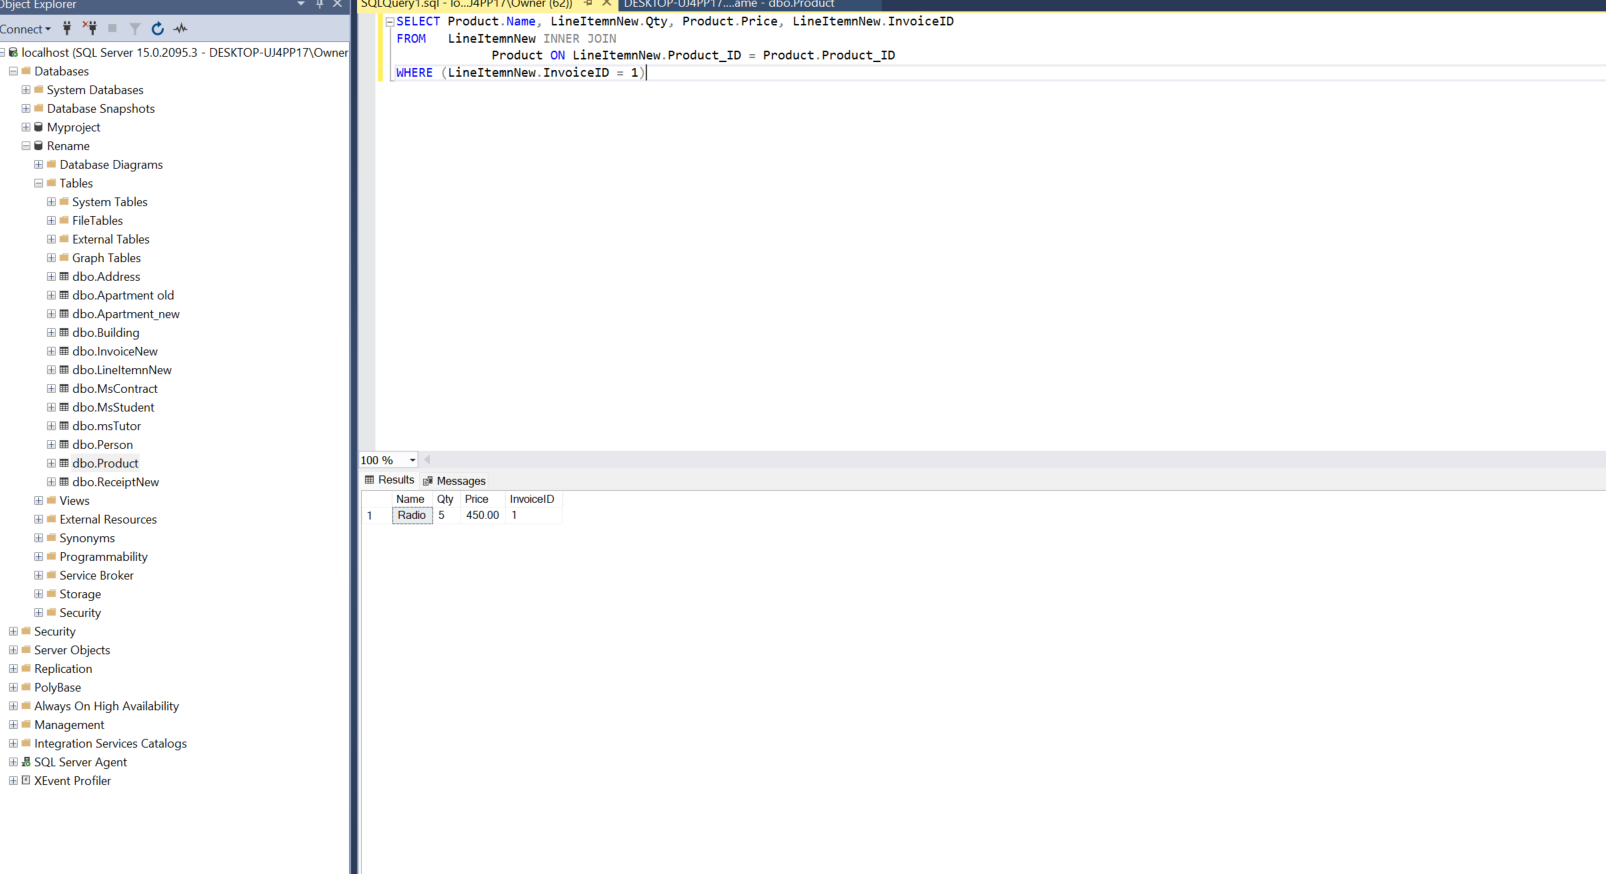 Object Explorer
Connect
localhost (SQL Server 15.0.2095.3 - DESKTOP-UJ4PP17\Owner
Databases
System Databases
Database Snapshots
Myproject
Rename
Database Diagrams
Tables
System Tables
FileTables
External Tables
Graph Tables
dbo.Address
dbo.Apartment old
dbo.Apartment_new
dbo.Building
dbo.InvoiceNew
dbo.LineItemnNew
dbo.MsContract
dbo.MsStudent
dbo.msTutor
dbo.Person
dbo.Product
dbo.ReceiptNew
Views
External Resources
Synonyms
Programmability
Service Broker
Storage
Security
Security
Server Objects
Replication
PolyBase
Always On High Availability
Management
Integration Services Catalogs
SQL Server Agent
XEvent Profiler
SQLQuery1.sql - lo...J4PP17\Owner (62))
DESKTOP-UJ4PP17....ame - dbo.Product
SELECT Product.Name, LineItemnNew.Qty, Product.Price, LineItemnNew.InvoiceID
FROM LineItemnNew INNER JOIN
Product ON LineItemnNew.Product_ID = Product.Product_ID
WHERE (LineItemnNew.InvoiceID = 1)
100 %
Results Messages
Name Qty Price InvoiceID
1 Radio 5 450.00 1